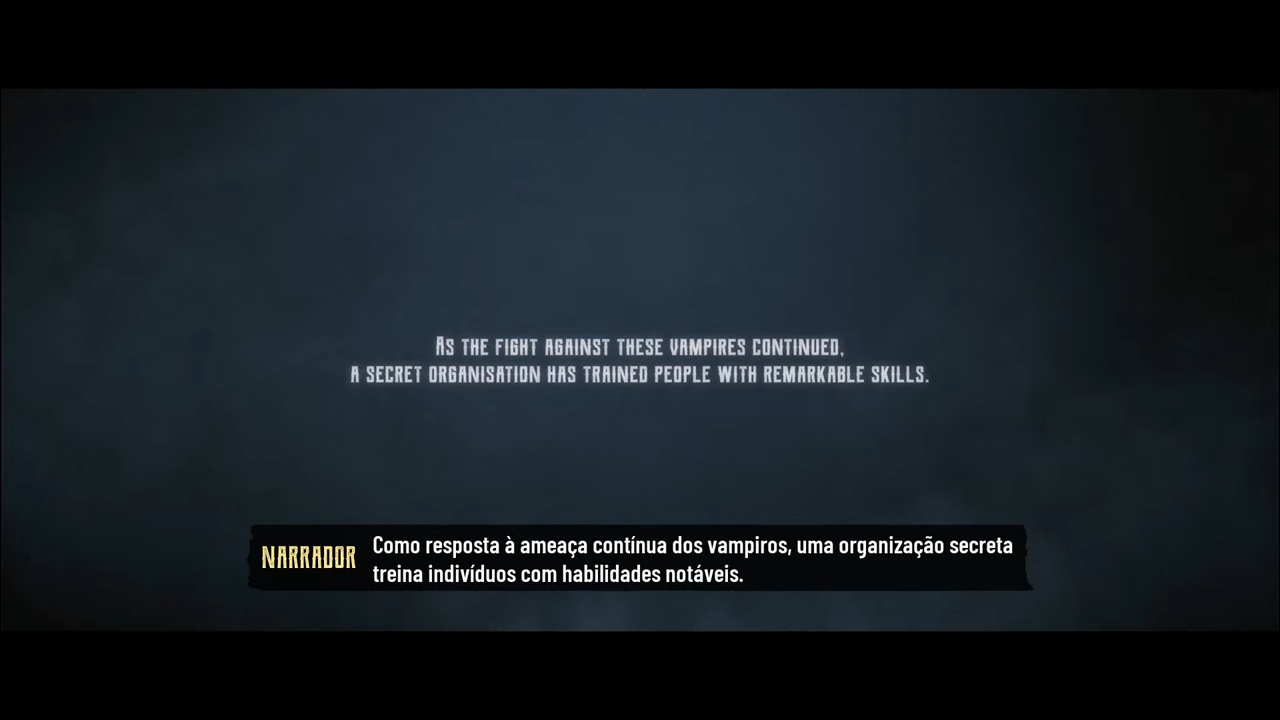 As the fight against these vampires continued,
a secret organisation has trained people with remarkable skills.
NARRADOR
Como resposta à ameaça contínua dos vampiros, uma organização secreta
treina indivíduos com habilidades notáveis.